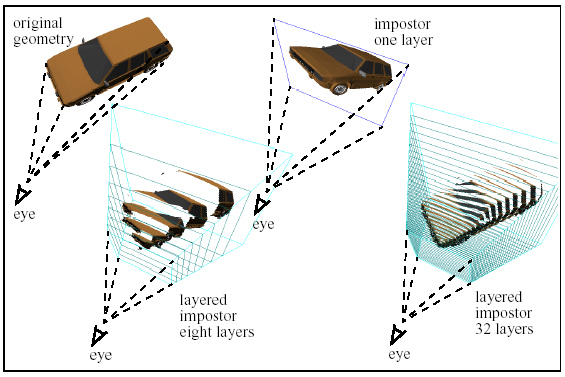 original
geometry
impostor
one layer
eye
eye
layered
impostor
eight layers
eye
layered
impostor
32 layers
eye